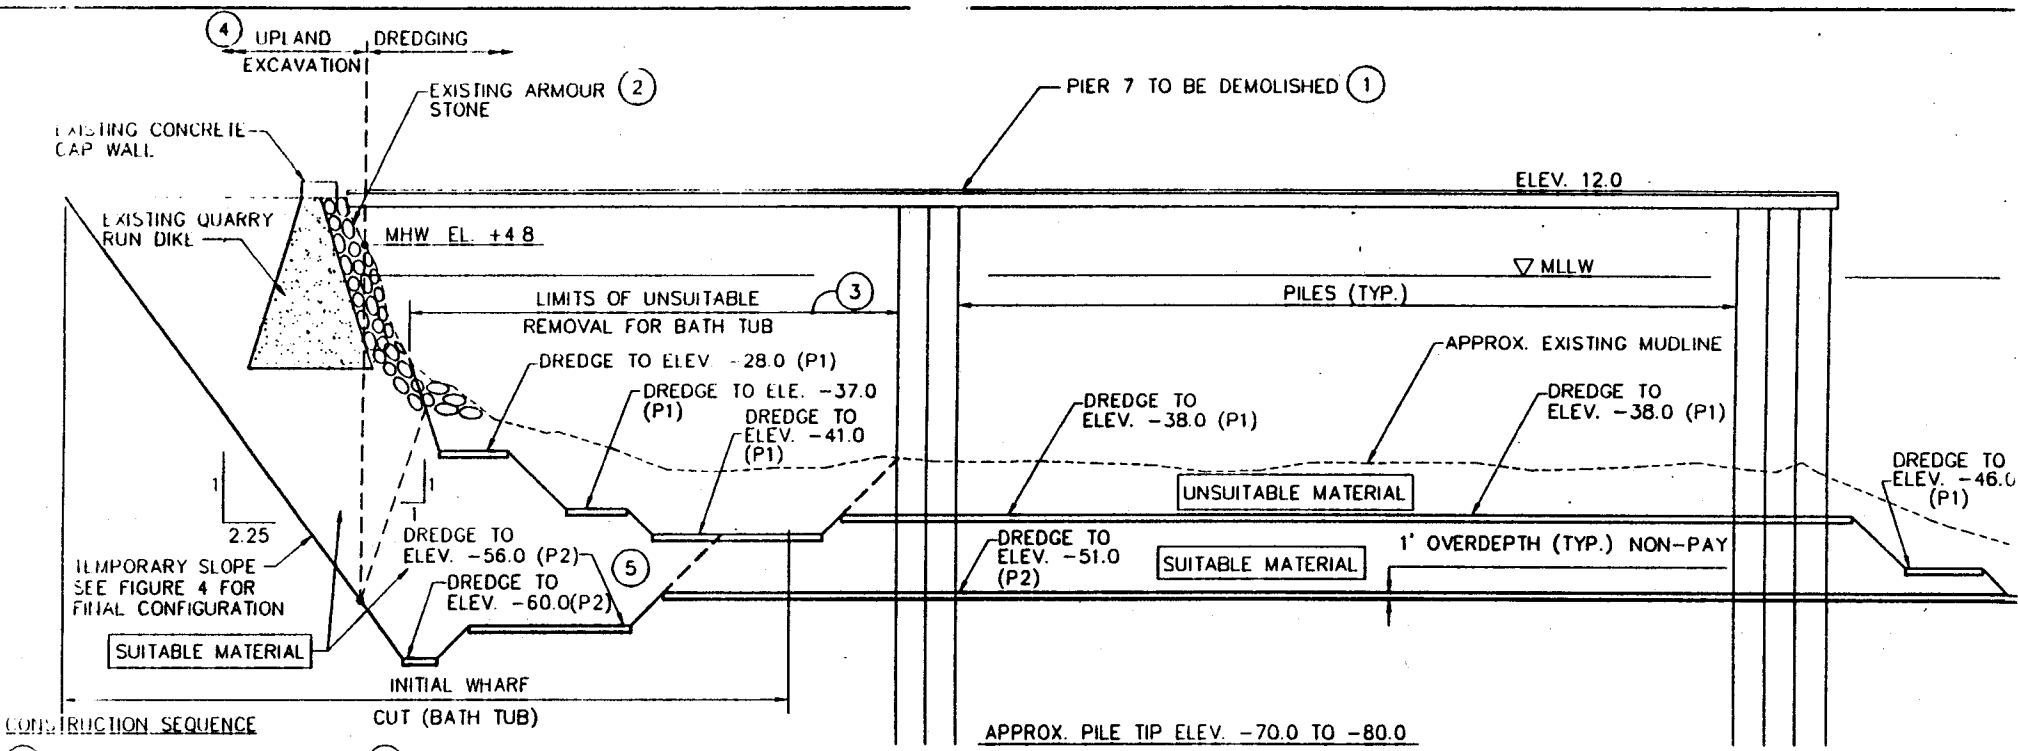 4 UPLAND DREDGING
EXCAVATION
EXISTING ARMOUR 2
STONE
PIER 7 TO BE DEMOLISHED 1
EXISTING CONCRETE
CAP WALL
ELEV. 12.0
EXISTING QUARRY
RUN DIKE
MHW EL. +4.8
MLLW
LIMITS OF UNSUITABLE 3
REMOVAL FOR BATH TUB
PILES (TYP.)
DREDGE TO ELEV -28.0 (P1)
APPROX. EXISTING MUDLINE
DREDGE TO ELE. -37.0
(P1)
DREDGE TO
ELEV. -41.0
(P1)
DREDGE TO
ELEV. -38.0 (P1)
DREDGE TO
ELEV. -38.0 (P1)
DREDGE TO
ELEV. -46.0
(P1)
UNSUITABLE MATERIAL
1
2.25
1
1
DREDGE TO
ELEV. -56.0 (P2)
5
DREDGE TO
ELEV. -51.0
(P2)
1' OVERDEPTH (TYP.) NON-PAY
SUITABLE MATERIAL
TEMPORARY SLOPE
SEE FIGURE 4 FOR
FINAL CONFIGURATION
DREDGE TO
ELEV. -60.0(P2)
SUITABLE MATERIAL
INITIAL WHARF
CUT (BATH TUB)
CONSTRUCTION SEQUENCE
APPROX. PILE TIP ELEV. -70.0 TO -80.0